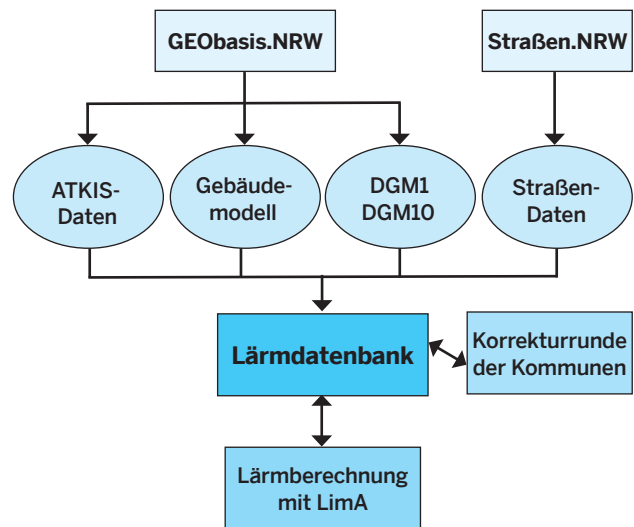 GEObasis.NRW
Straßen.NRW
ATKIS-
Daten
Gebäude-
modell
DGM1
DGM10
Straßen-
Daten
Lärmdatenbank
Korrekturrunde
der Kommunen
Lärmberechnung
mit LimA